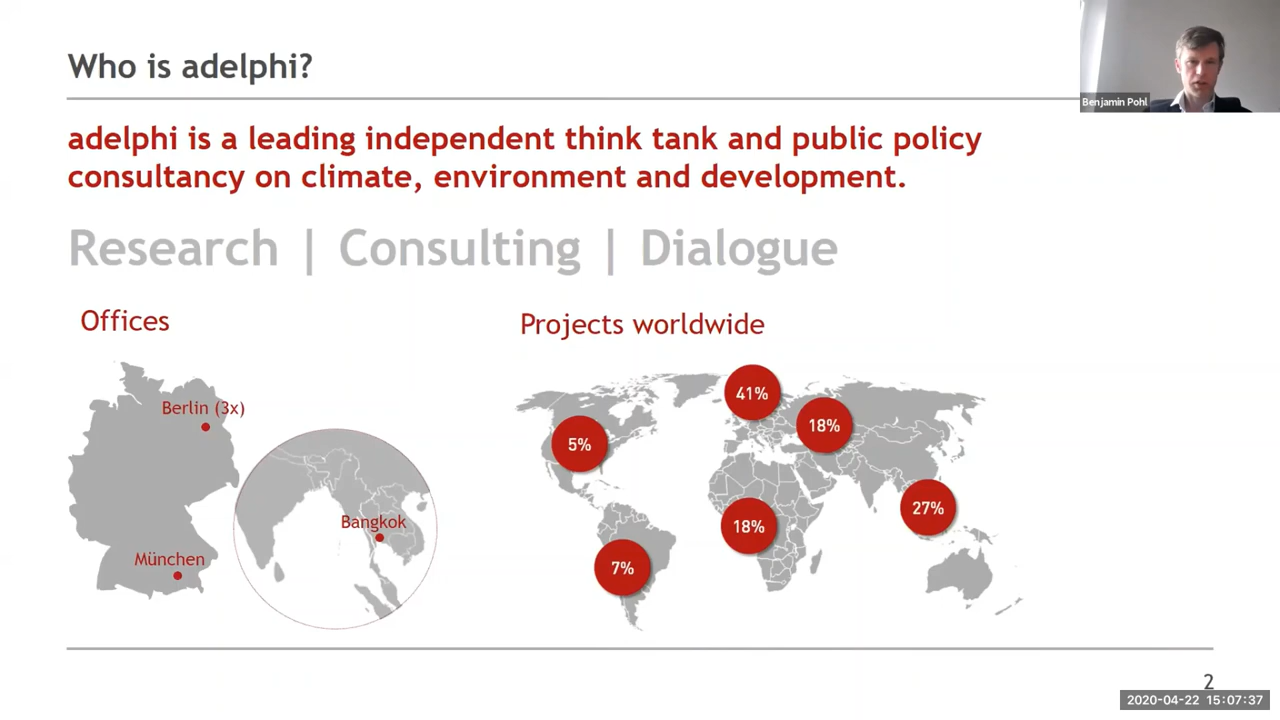 Who is adelphi?
Benjamin Pohl
adelphi is a leading independent think tank and public policy
consultancy on climate, environment and development.
Research | Consulting | Dialogue
Offices
Berlin (3x)
Bangkok
München
Projects worldwide
41%
18%
5%
27%
18%
7%
2
2020-04-22 15:07:37